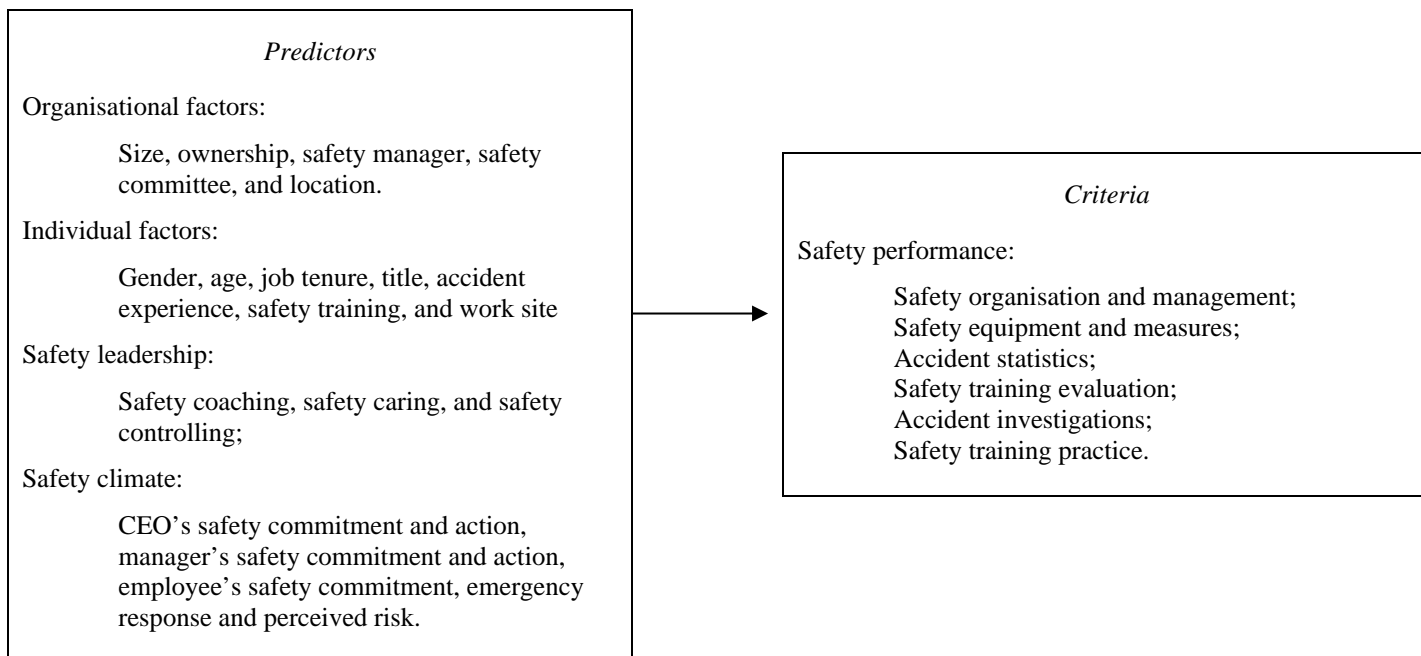 Predictors
Organisational factors:
Size, ownership, safety manager, safety
committee, and location.
Individual factors:
Gender, age, job tenure, title, accident
experience, safety training, and work site
Safety leadership:
Safety coaching, safety caring, and safety
controlling;
Safety climate:
CEO’s safety commitment and action,
manager’s safety commitment and action,
employee’s safety commitment, emergency
response and perceived risk.
Criteria
Safety performance:
Safety organisation and management;
Safety equipment and measures;
Accident statistics;
Safety training evaluation;
Accident investigations;
Safety training practice.